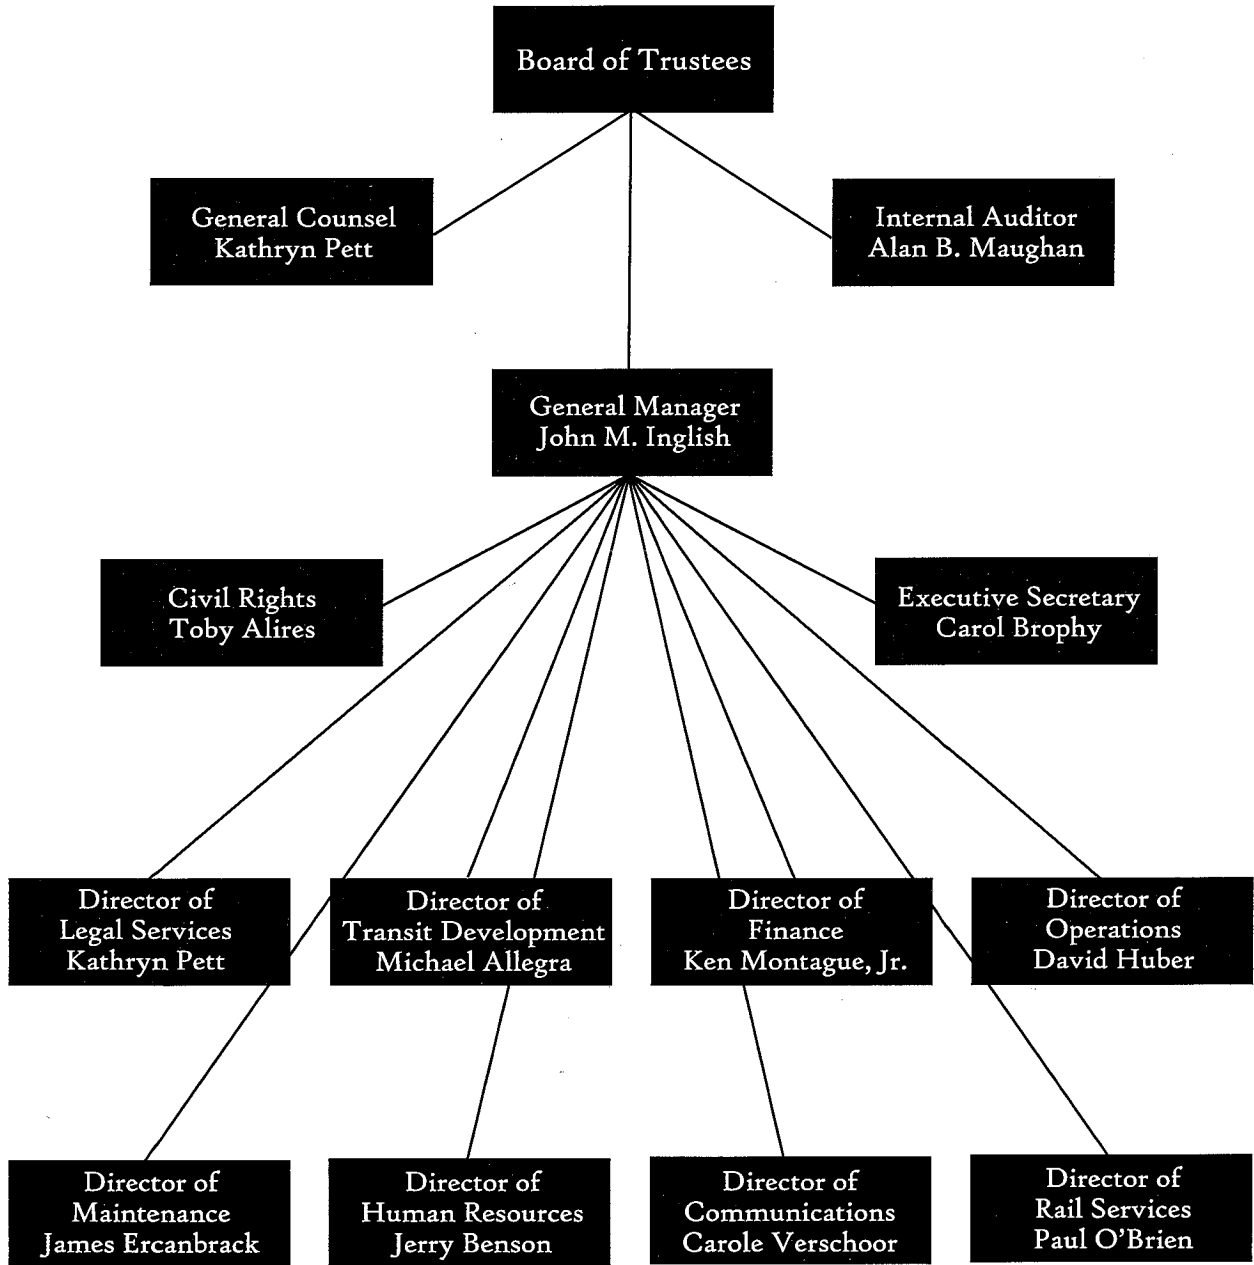 Board of Trustees
General Counsel
Kathryn Pett
Internal Auditor
Alan B. Maughan
General Manager
John M. Inglish
Civil Rights
Toby Alires
Executive Secretary
Carol Brophy
Director of
Legal Services
Kathryn Pett
Director of
Transit Development
Michael Allegra
Director of
Finance
Ken Montague, Jr.
Director of
Operations
David Huber
Director of
Maintenance
James Ercanbrack
Director of
Human Resources
Jerry Benson
Director of
Communications
Carole Verschoor
Director of
Rail Services
Paul O'Brien